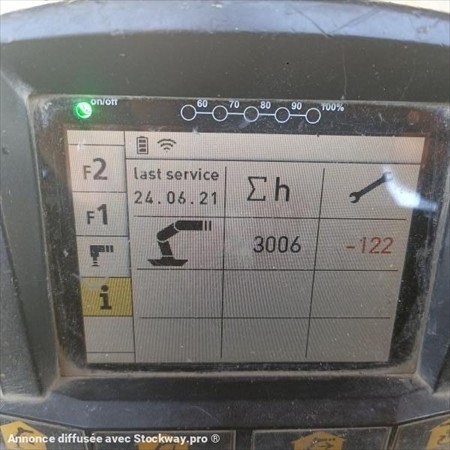 on/off
60 70 80 90 100%
F2
last service
24.06.21
Σh
F1
3006
-122
i
Annonce diffusée avec Stockway.pro ®